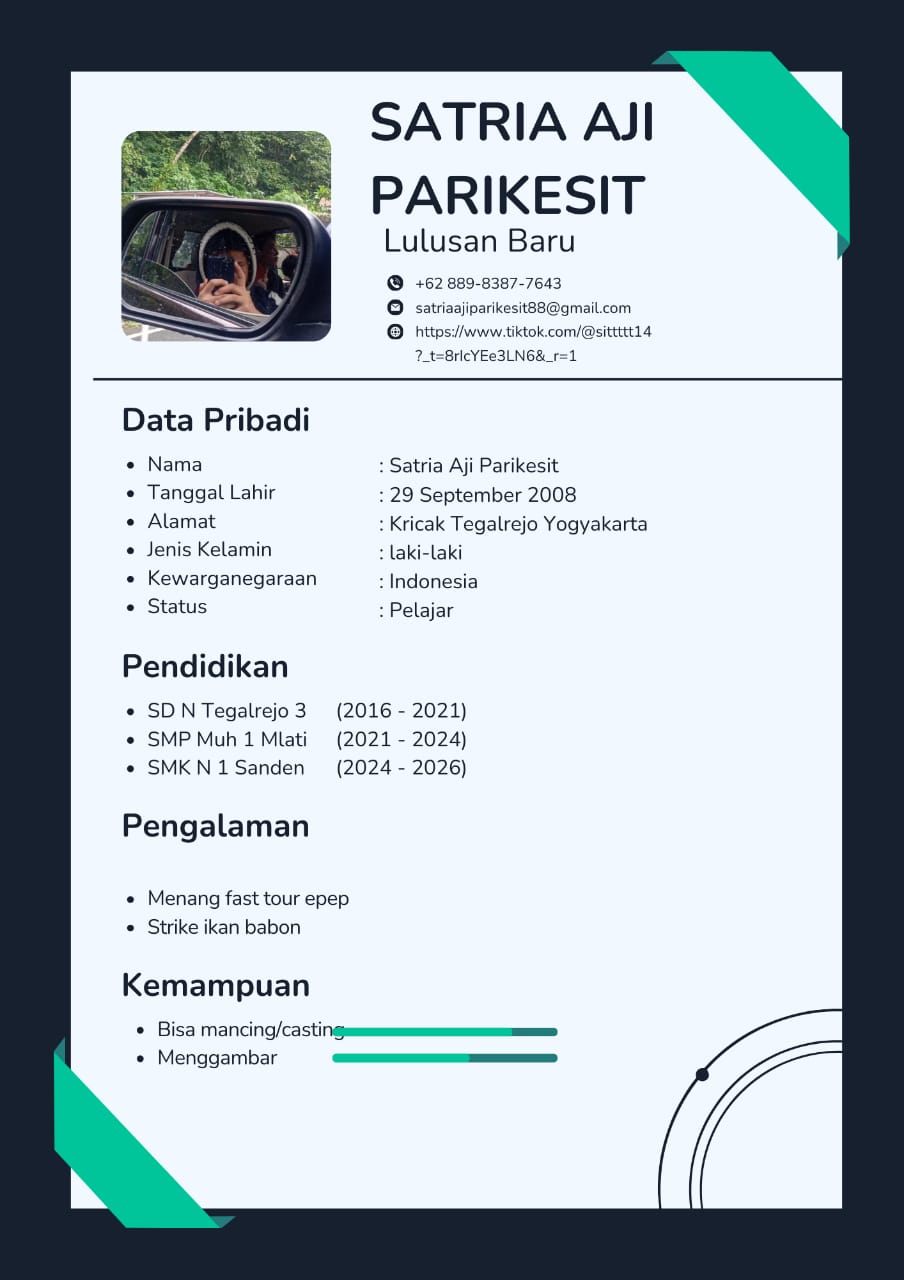 SATRIA AJI
PARIKESIT
Lulusan Baru
+62 889-8387-7643
satriaajiparikesit88@gmail.com
https://www.tiktok.com/@sittttt14
?_t=8rIcYEe3LN6&_r=1
Data Pribadi
• Nama : Satria Aji Parikesit
• Tanggal Lahir : 29 September 2008
• Alamat : Kricak Tegalrejo Yogyakarta
• Jenis Kelamin : laki-laki
• Kewarganegaraan : Indonesia
• Status : Pelajar
Pendidikan
• SD N Tegalrejo 3 (2016 - 2021)
• SMP Muh 1 Mlati (2021 - 2024)
• SMK N 1 Sanden (2024 - 2026)
Pengalaman
• Menang fast tour epep
• Strike ikan babon
Kemampuan
• Bisa mancing/casting
• Menggambar